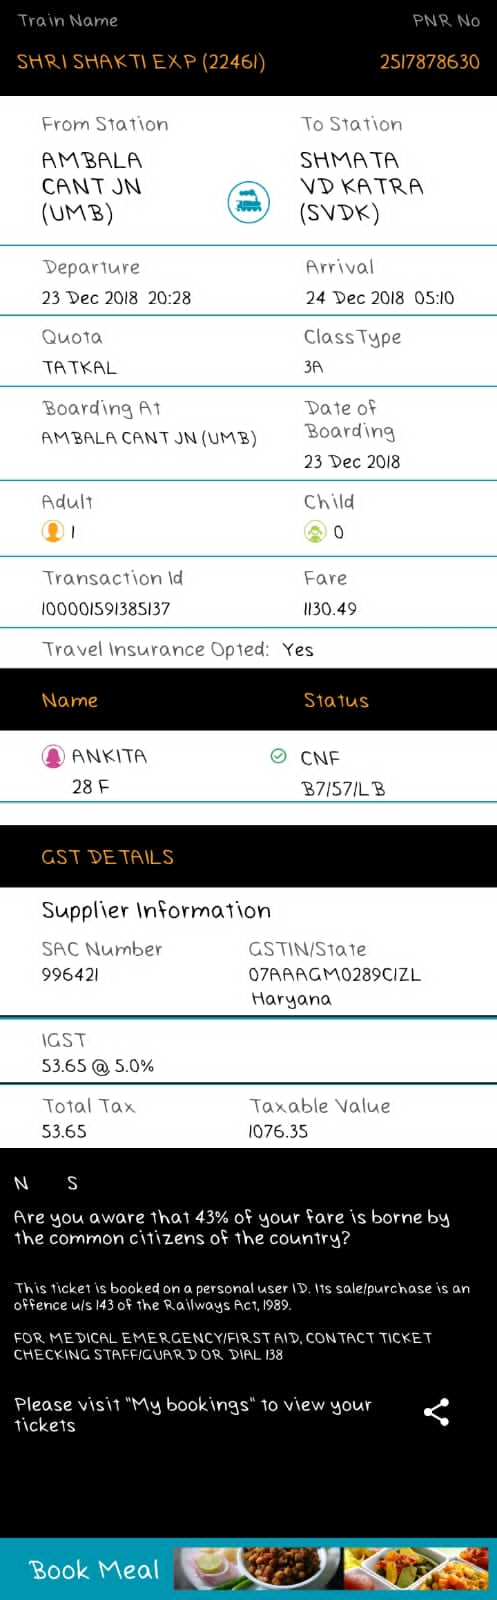 Train Name PNR No
SHRI SHAKTI EXP (22461) 2517878630
From Station To Station
AMBALA SHMATA
CANT JN VD KATRA
(UMB) (SVDK)
Departure Arrival
23 Dec 2018 20:28 24 Dec 2018 05:10
Quota Class Type
TATKAL 3A
Boarding At Date of
Boarding
AMBALA CANT JN (UMB)
23 Dec 2018
Adult Child
1 0
Transaction Id Fare
100001591385137 1130.49
Travel Insurance Opted: Yes
Name Status
ANKITA CNF
28 F B7/57/LB
GST DETAILS
Supplier Information
SAC Number GSTIN/State
996421 07AAAGM0289C1ZL
Haryana
IGST
53.65 @ 5.0%
Total Tax Taxable Value
53.65 1076.35
N S
Are you aware that 43% of your fare is borne by
the common citizens of the country?
This ticket is booked on a personal user ID. Its sale/purchase is an
offence u/s 143 of the Railways Act, 1989.
FOR MEDICAL EMERGENCY/FIRST AID, CONTACT TICKET
CHECKING STAFF/GUARD OR DIAL 138
Please visit "My bookings" to view your
tickets
Book Meal